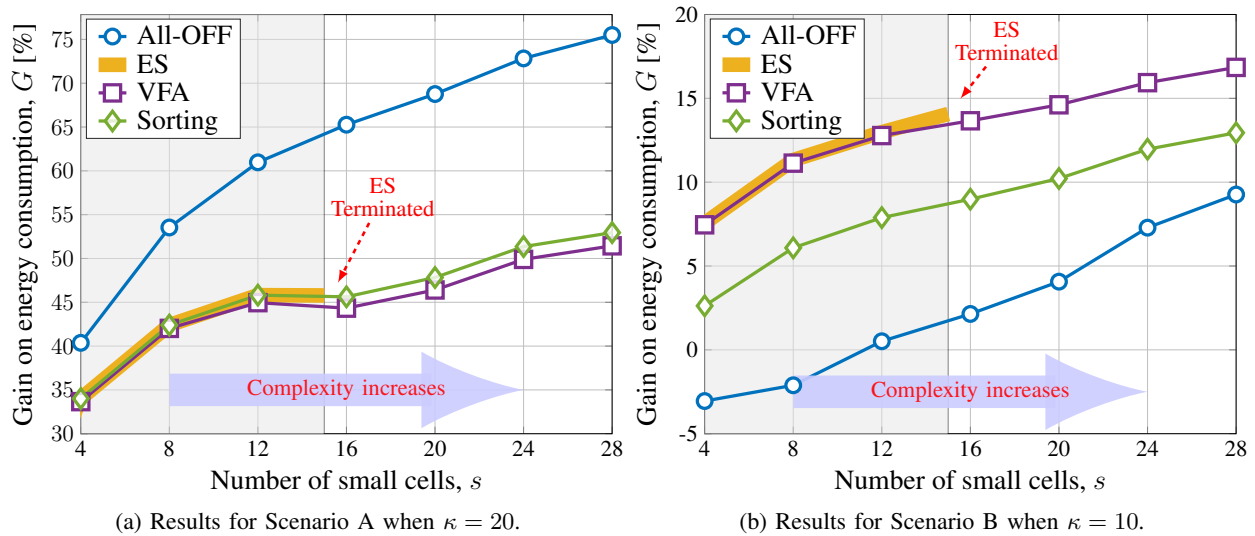 Gain on energy consumption, G [%]
75
70
65
60
55
50
45
40
35
30
All-OFF
ES
VFA
Sorting
ES
Terminated
Complexity increases
4 8 12 16 20 24 28
Number of small cells, s
(a) Results for Scenario A when κ = 20.
Gain on energy consumption, G [%]
20
15
10
5
0
-5
All-OFF
ES
VFA
Sorting
ES
Terminated
Complexity increases
4 8 12 16 20 24 28
Number of small cells, s
(b) Results for Scenario B when κ = 10.